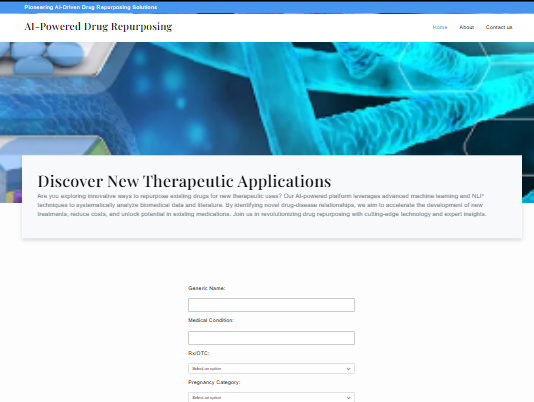 Pioneering AI-Driven Drug Repurposing Solutions
AI-Powered Drug Repurposing
Home About Contact us
Discover New Therapeutic Applications
Are you exploring innovative ways to repurpose existing drugs for new therapeutic uses? Our AI-powered platform leverages advanced machine learning and NLP
techniques to systematically analyze biomedical data and literature. By identifying novel drug-disease relationships, we aim to accelerate the development of new
treatments, reduce costs, and unlock potential in existing medications. Join us in revolutionizing drug repurposing with cutting-edge technology and expert insights.
Generic Name:
Medical Condition:
Rx/OTC:
Select an option
Pregnancy Category:
Select an option